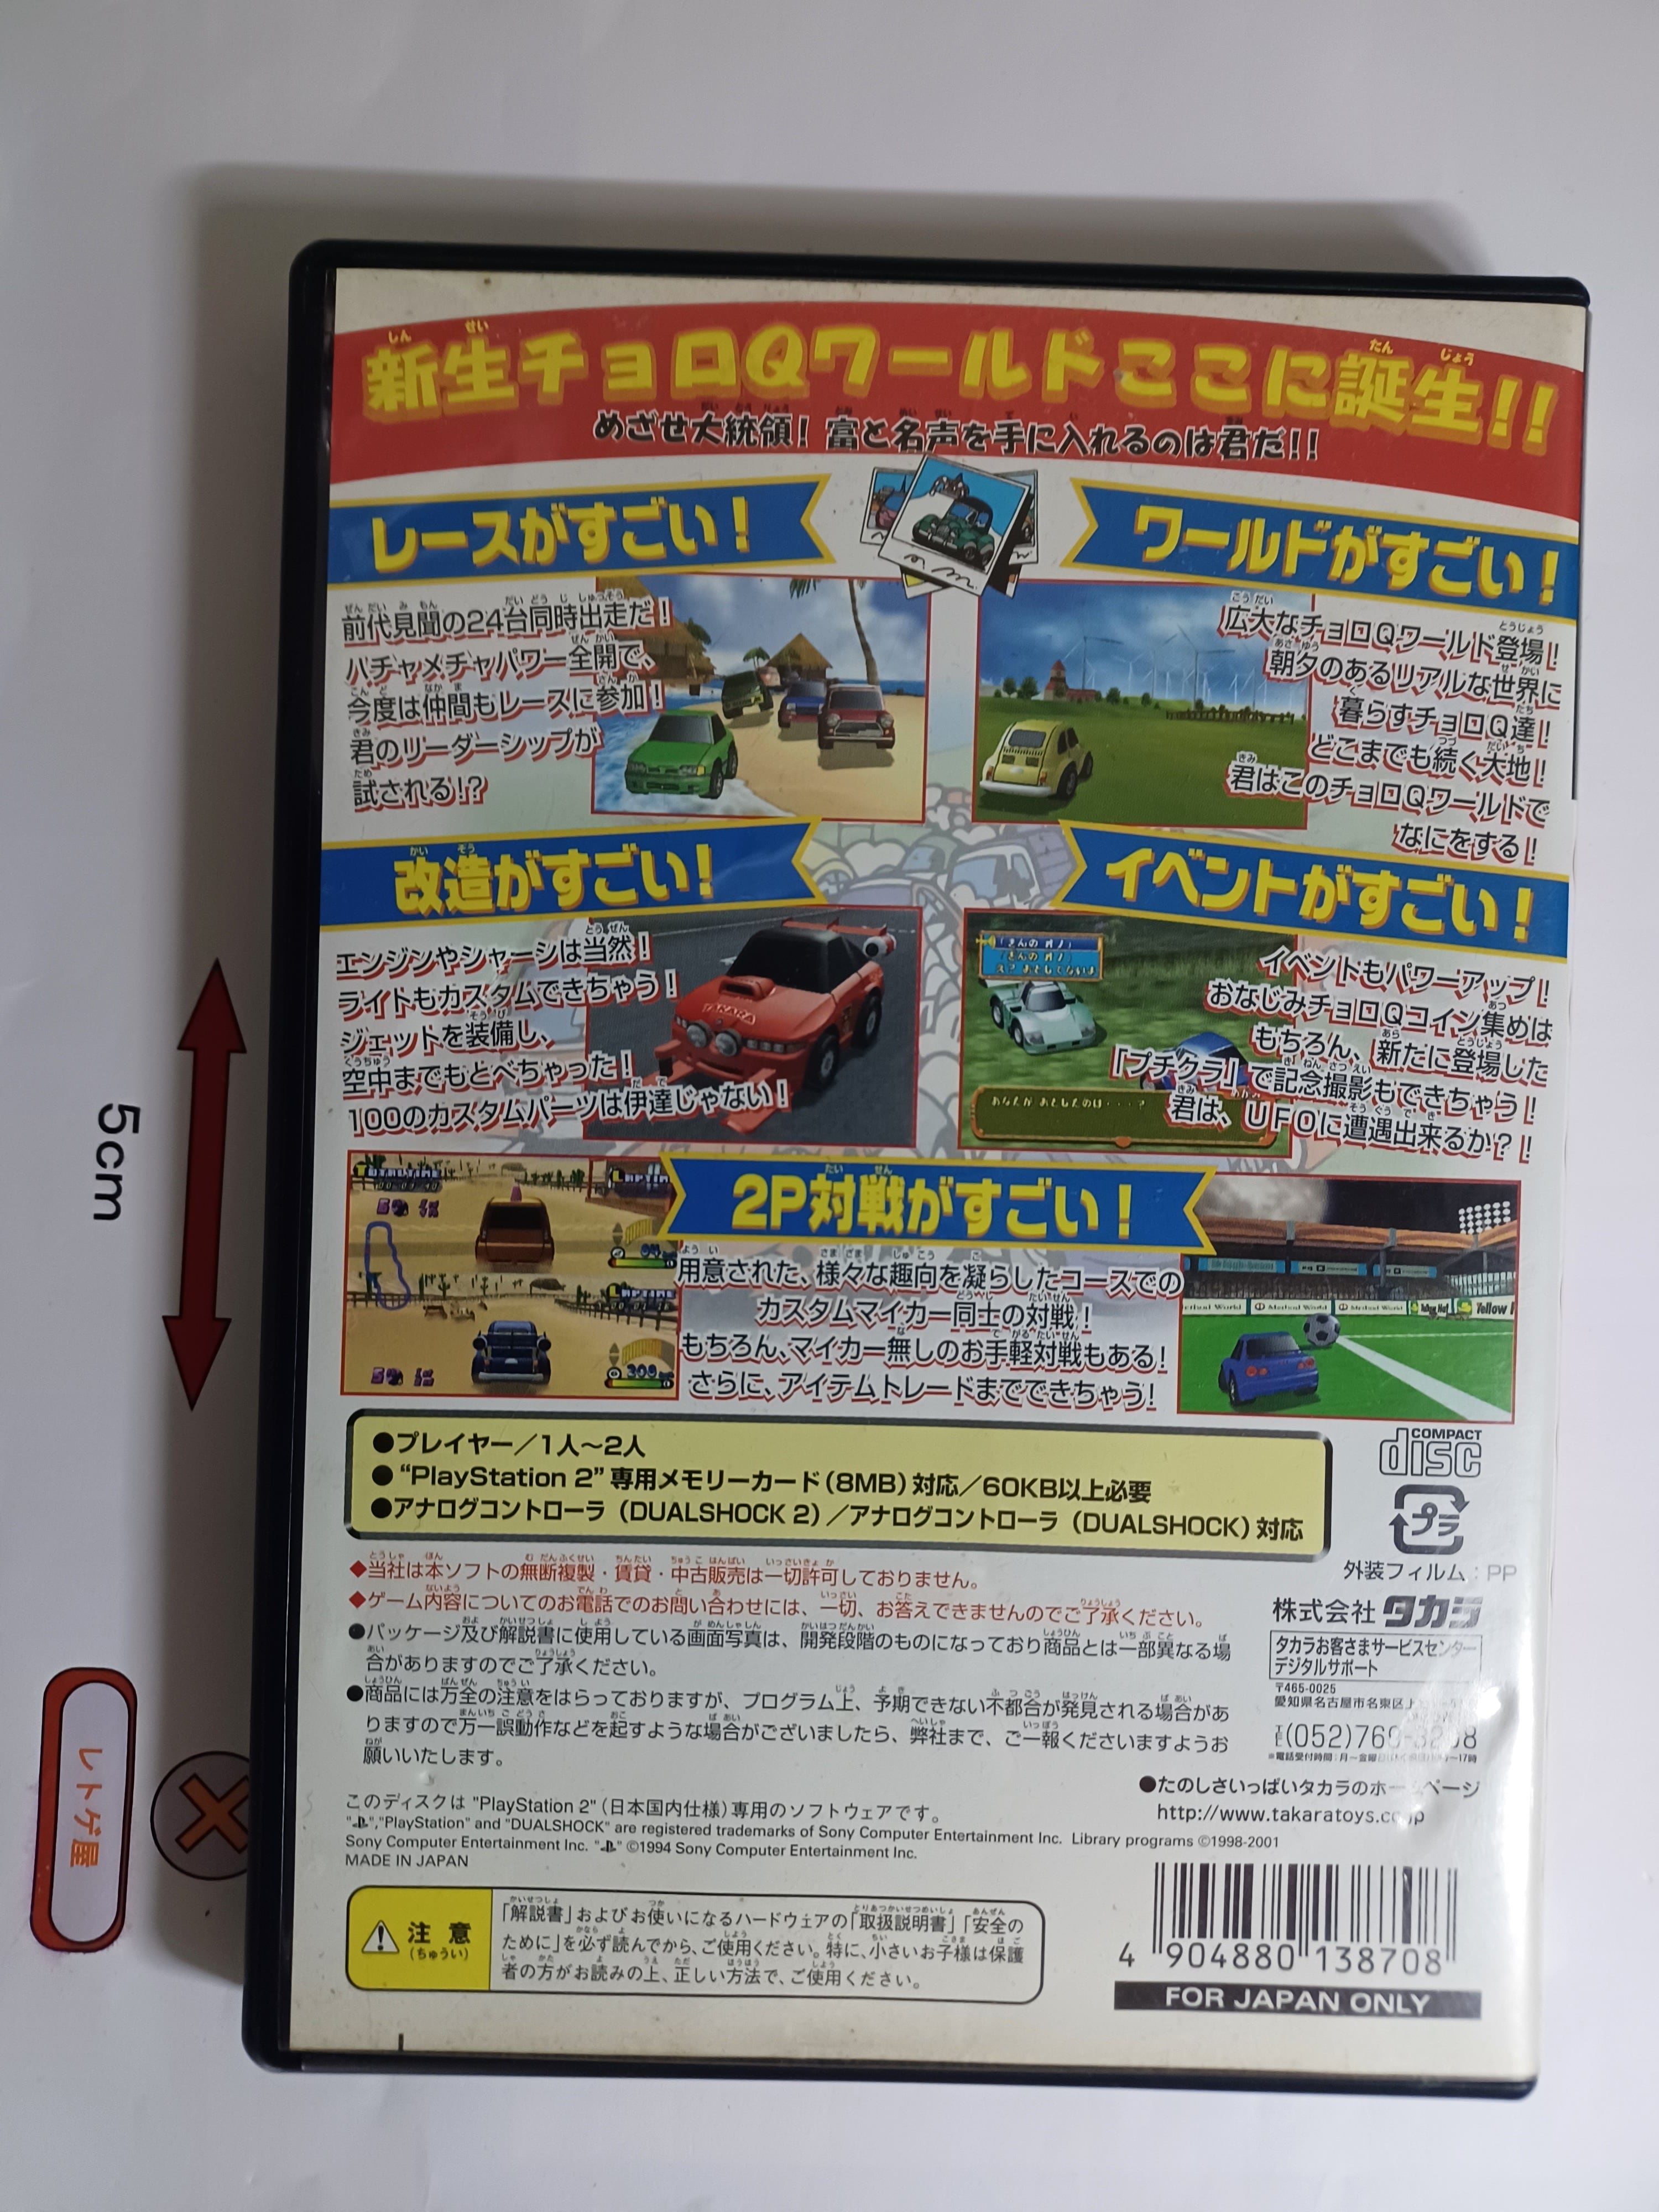 新生チョロQワールドここに誕生!!
めざせ大統領!富と名声を手に入れるのは君だ!!
レースがすごい!
前代見聞の24台同時出走だ!
ハチャメチャパワー全開で、
今度は仲間もレースに参加!
君のリーダーシップが
試される!?
ワールドがすごい!
広大なチョロQワールド登場!
朝夕のあるリアルな世界に
暮らすチョロQ達!
どこまでも続く大地!
君はこのチョロQワールドで
なにをする!
改造がすごい!
エンジンやシャーシは当然!
ライトもカスタムできちゃう!
ジェットを装備し、
空中までもとべちゃった!
100のカスタムパーツは伊達じゃない!
TAKARA
イベントがすごい!
イベントもパワーアップ!
おなじみチョロQコイン集めは
もちろん、新たに登場した
「プチクラ」で記念撮影もできちゃう!
君は、UFOに遭遇出来るか?!
「きんの オノ」
あなたが おとしたのは・・・?
2P対戦がすごい!
用意された、様々な趣向を凝らしたコースでの
カスタムマイカー同士の対戦!
もちろん、マイカー無しのお手軽対戦もある!
さらに、アイテムトレードまでできちゃう!
●プレイヤー/1人~2人
●“PlayStation 2”専用メモリーカード(8MB)対応/60KB以上必要
●アナログコントローラ(DUALSHOCK 2)/アナログコントローラ(DUALSHOCK)対応
COMPACT
disc
プラ
外装フィルム:PP
◆当社は本ソフトの無断複製・賃貸・中古販売は一切許可しておりません。
◆ゲーム内容についてのお電話でのお問い合わせには、一切、お答えできませんのでご了承ください。
●パッケージ及び解説書に使用している画面写真は、開発段階のものになっており商品とは一部異なる場
合がありますのでご了承ください。
●商品には万全の注意をはらっておりますが、プログラム上、予期できない不都合が発見される場合があ
りますので万一誤動作などを起すような場合がございましたら、弊社まで、ご一報くださいますようお
願いいたします。
株式会社タカラ
タカラお客さまサービスセンター
デジタルサポート
〒465-0025
愛知県名古屋市名東区上
TEL(052)769-3208
●たのしさいっぱいタカラのホームページ
http://www.takaratoys.co.jp
このディスクは "PlayStation 2"(日本国内仕様)専用のソフトウェアです。
"","PlayStation" and "DUALSHOCK" are registered trademarks of Sony Computer Entertainment Inc. Library programs ©1998-2001
Sony Computer Entertainment Inc. "" ©1994 Sony Computer Entertainment Inc.
MADE IN JAPAN
注意
(ちゅうい)
「解説書」およびお使いになるハードウェアの「取扱説明書」「安全の
ために」を必ず読んでから、ご使用ください。特に、小さいお子様は保護
者の方がお読みの上、正しい方法で、ご使用ください。
4 904880 138708
FOR JAPAN ONLY
5cm
レトゲ屋